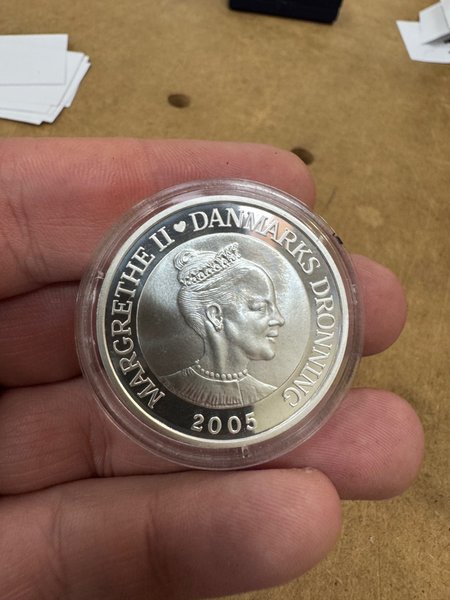 MARGRETHE II ♥ DANMARKS DRONNING
2005